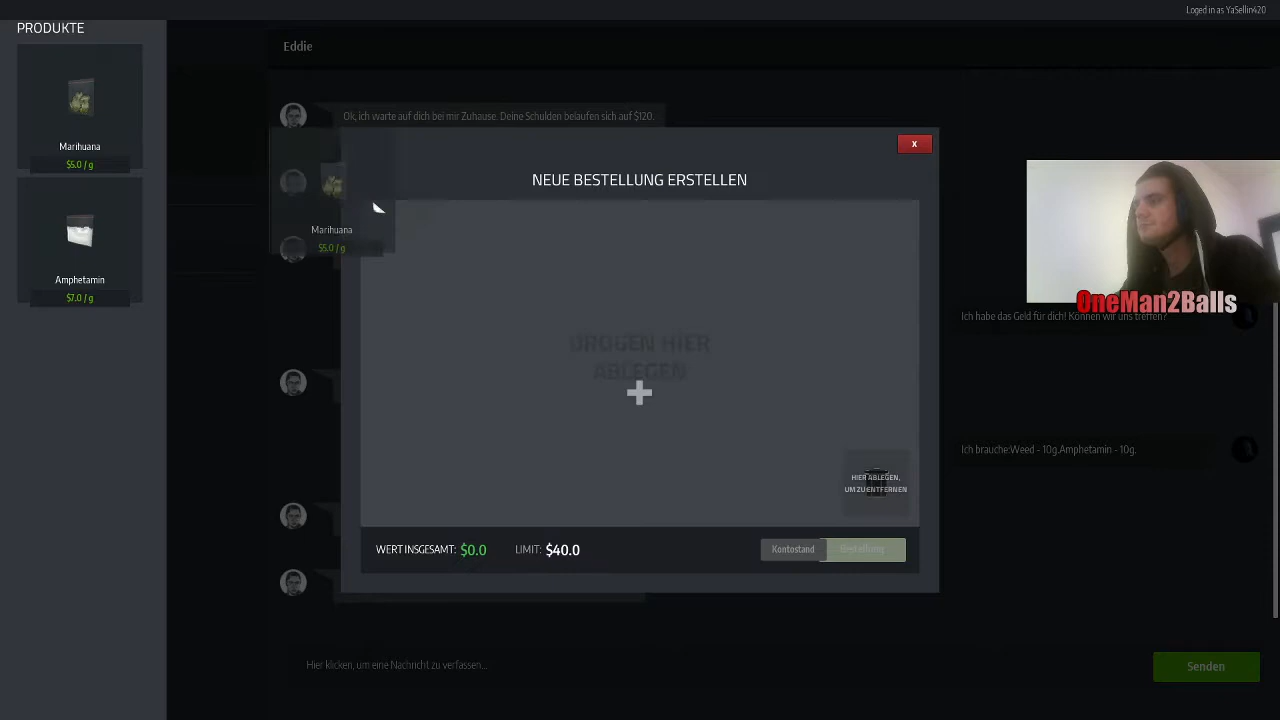 Loged in as YaSellin420
PRODUKTE
Eddie
Marihuana
$5.0 / g
Amphetamin
$7.0 / g
Ok, ich warte auf dich bei mir Zuhause. Deine Schulden belaufen sich auf $120.
x
NEUE BESTELLUNG ERSTELLEN
Marihuana
$5.0 / g
DROGEN HIER
ABLEGEN
OneMan2Balls
Ich habe das Geld für dich! Können wir uns treffen?
Ich brauche:Weed - 10g,Amphetamin - 10g.
HIER ABLEGEN,
UM ZU ENTFERNEN
WERT INSGESAMT: $0.0 LIMIT: $40.0
Kontostand
Bestellung
Hier klicken, um eine Nachricht zu verfassen...
Senden